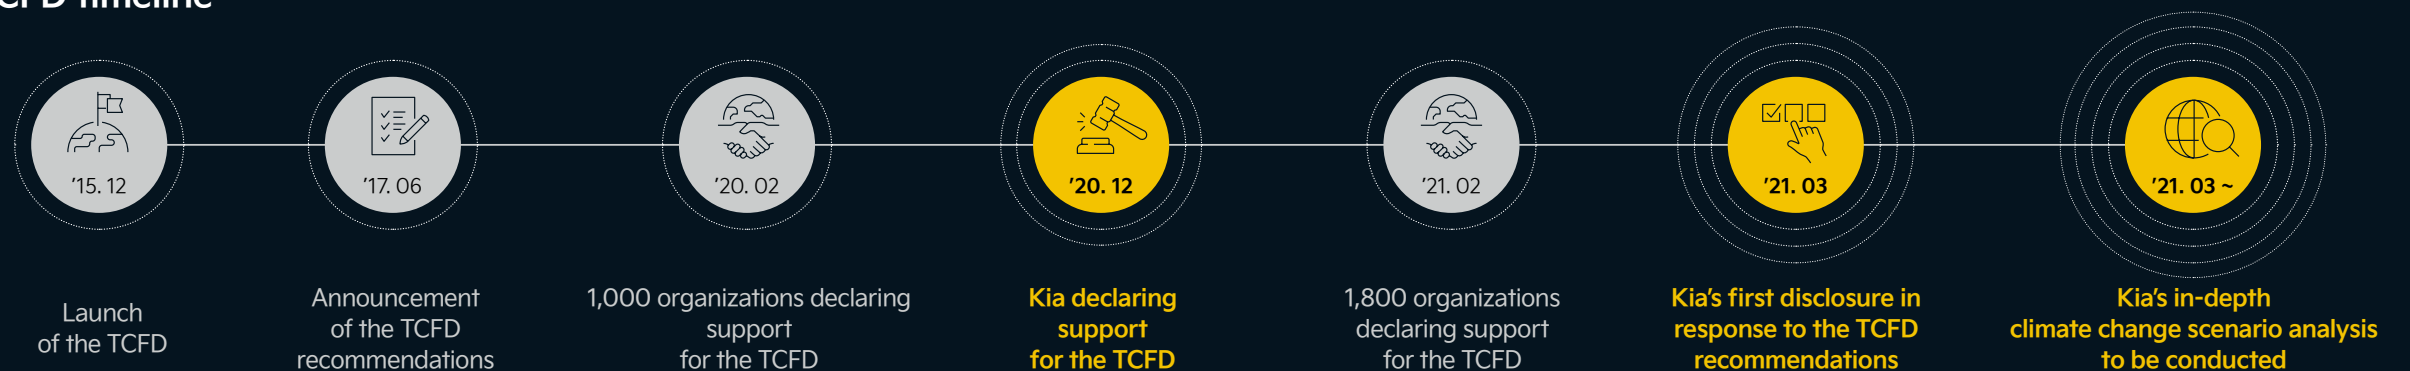 Timeline
'15. 12
Launch
of the TCFD
'17. 06
Announcement
of the TCFD
recommendations
'20. 02
1,000 organizations declaring
support
for the TCFD
'20. 12
Kia declaring
support
for the TCFD
'21. 02
1,800 organizations
declaring support
for the TCFD
'21. 03
Kia's first disclosure in
response to the TCFD
recommendations
'21. 03 ~
Kia's in-depth
climate change scenario analysis
to be conducted